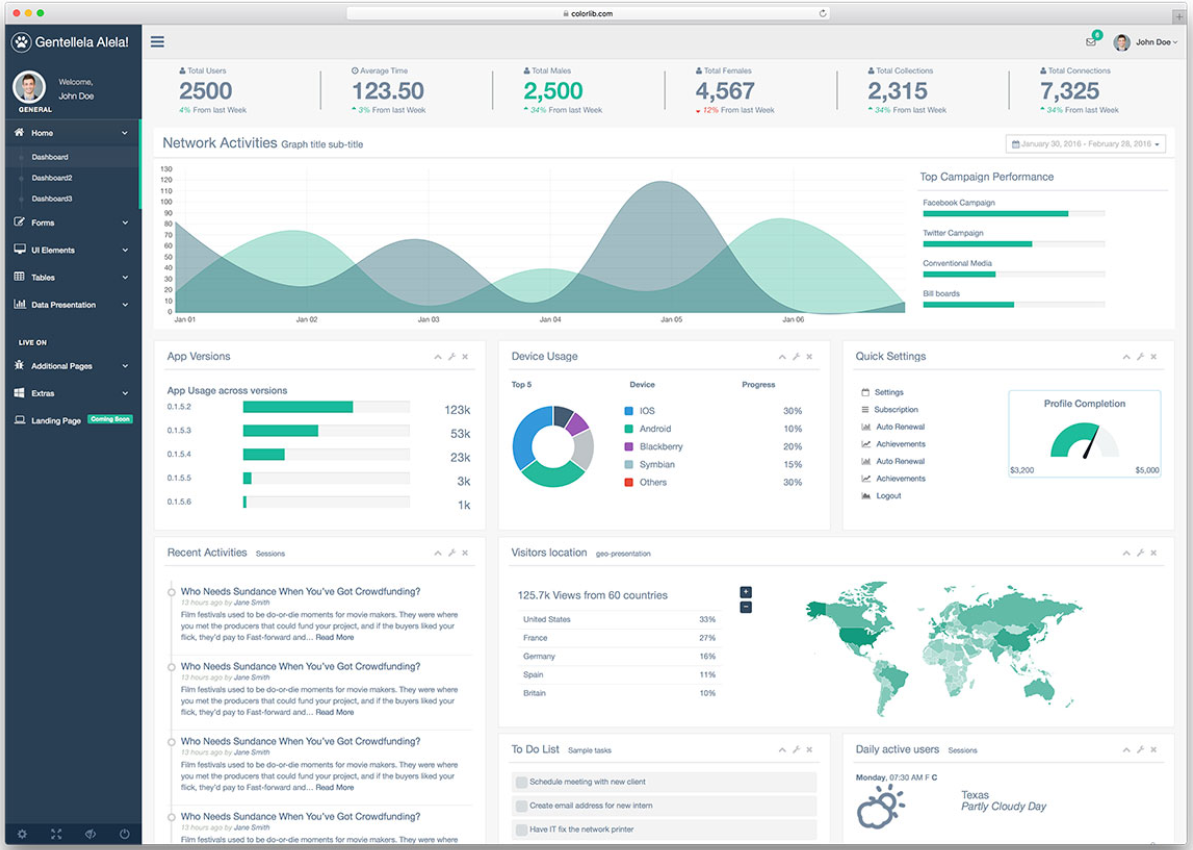 colorlib.com
Gentellela Alela!
6
John Doe
Welcome,
John Doe
GENERAL
Home
Dashboard
Dashboard2
Dashboard3
Forms
UI Elements
Tables
Data Presentation
LIVE ON
Additional Pages
Extras
Landing Page Coming Soon
Total Users
2500
4% From last Week
Average Time
123.50
3% From last Week
Total Males
2,500
34% From last Week
Total Females
4,567
12% From last Week
Total Collections
2,315
34% From last Week
Total Connections
7,325
34% From last Week
Network Activities Graph title sub-title
January 30, 2016 - February 28, 2016
130
120
110
100
90
80
70
60
50
40
30
20
10
0
Jan 01 Jan 02 Jan 03 Jan 04 Jan 05 Jan 06
Top Campaign Performance
Facebook Campaign
Twitter Campaign
Conventional Media
Bill boards
App Versions
App Usage across versions
0.1.5.2 123k
0.1.5.3 53k
0.1.5.4 23k
0.1.5.5 3k
0.1.5.6 1k
Device Usage
Top 5 Device Progress
IOS 30%
Android 10%
Blackberry 20%
Symbian 15%
Others 30%
Quick Settings
Settings
Subscription
Auto Renewal
Achievements
Auto Renewal
Achievements
Logout
Profile Completion
$3,200 $5,000
Recent Activities Sessions
Who Needs Sundance When You've Got Crowdfunding?
13 hours ago by Jane Smith
Film festivals used to be do-or-die moments for movie makers. They were where
you met the producers that could fund your project, and if the buyers liked your
flick, they'd pay to Fast-forward and... Read More
Who Needs Sundance When You've Got Crowdfunding?
13 hours ago by Jane Smith
Film festivals used to be do-or-die moments for movie makers. They were where
you met the producers that could fund your project, and if the buyers liked your
flick, they'd pay to Fast-forward and... Read More
Who Needs Sundance When You've Got Crowdfunding?
13 hours ago by Jane Smith
Film festivals used to be do-or-die moments for movie makers. They were where
you met the producers that could fund your project, and if the buyers liked your
flick, they'd pay to Fast-forward and... Read More
Who Needs Sundance When You've Got Crowdfunding?
13 hours ago by Jane Smith
Film festivals used to be do-or-die moments for movie makers. They were where
Visitors location geo-presentation
125.7k Views from 60 countries
United States 33%
France 27%
Germany 16%
Spain 11%
Britain 10%
+
−
To Do List Sample tasks
Schedule meeting with new client
Create email address for new intern
Have IT fix the network printer
Daily active users Sessions
Monday, 07:30 AM F C
Texas
Partly Cloudy Day